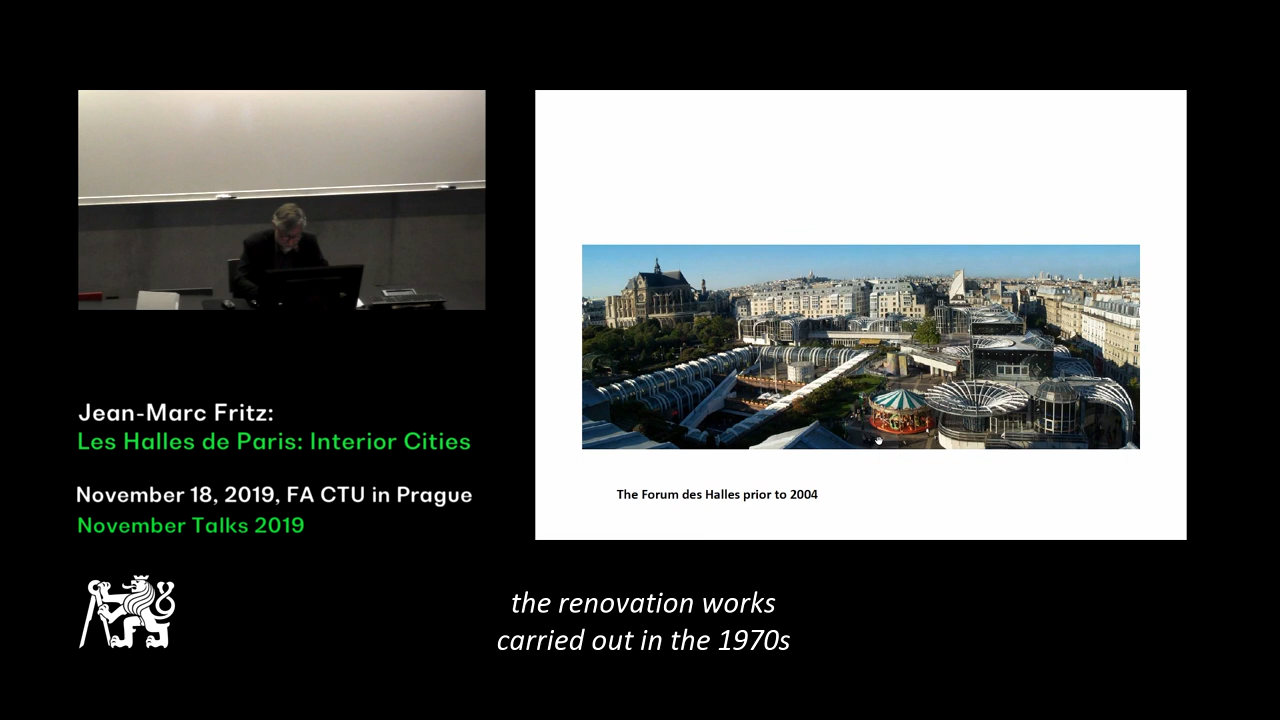 Jean-Marc Fritz:
Les Halles de Paris: Interior Cities
November 18, 2019, FA CTU in Prague
November Talks 2019
The Forum des Halles prior to 2004
the renovation works
carried out in the 1970s